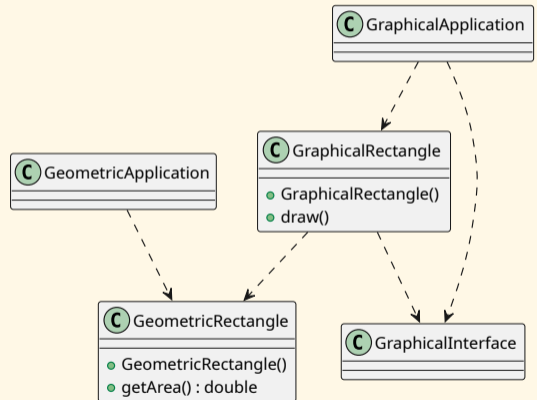 C GraphicalApplication
C GraphicalRectangle
+ GraphicalRectangle()
+ draw()
C GeometricApplication
C GeometricRectangle
GeometricRectangle()
getArea() : double
C GraphicalInterface